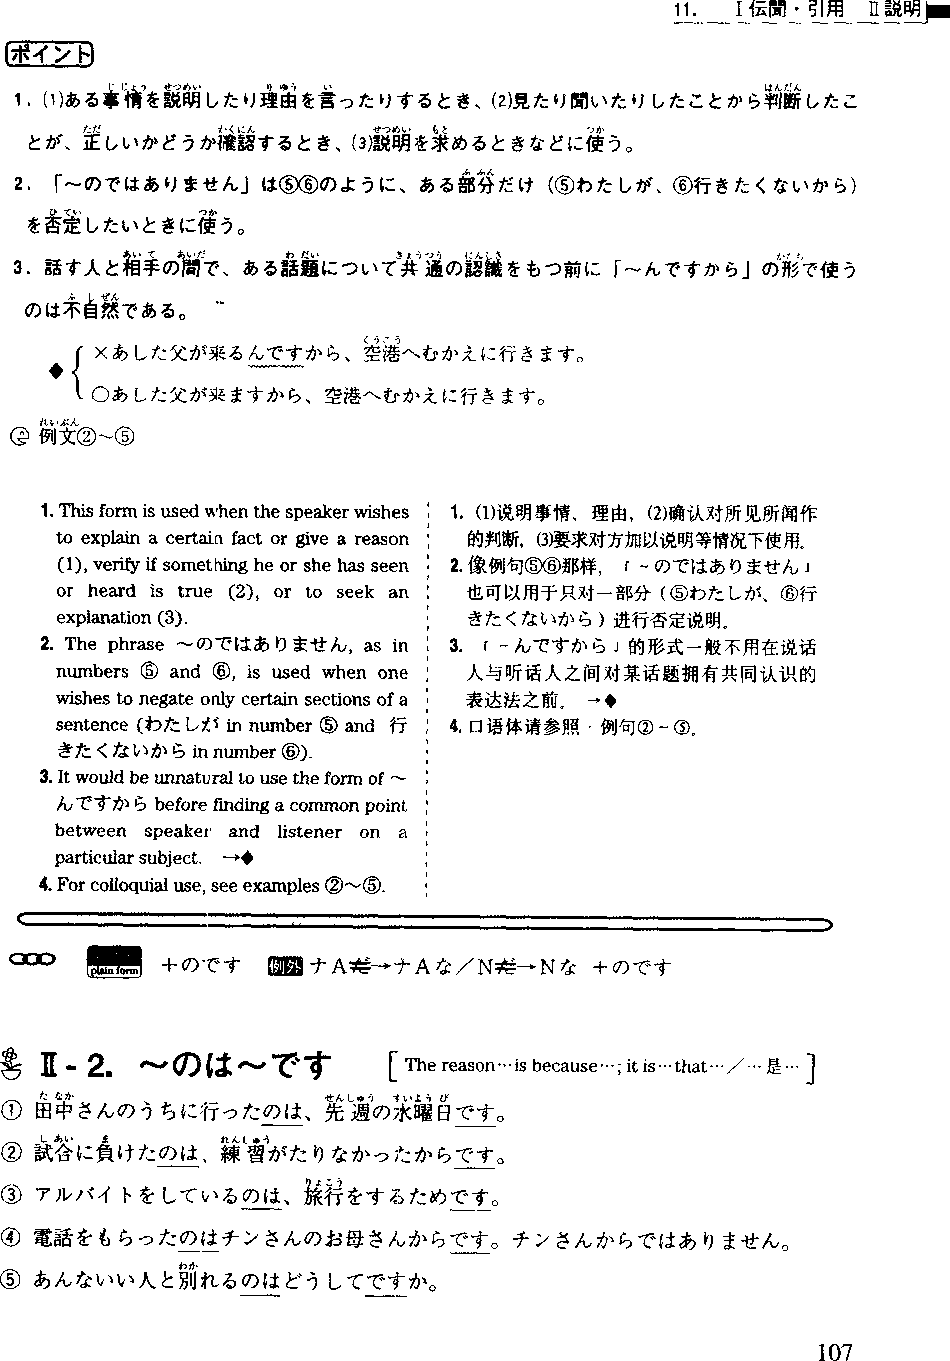 11. Ⅰ伝聞・引用 Ⅱ説明
ポイント
1．(1)ある事情を説明したり理由を言ったりするとき、(2)見たり聞いたりしたことから判断したこ
とが、正しいかどうか確認するとき、(3)説明を求めるときなどに使う。
2．「～のではありません」は⑤⑥のように、ある部分だけ（⑤わたしが、⑥行きたくないから）
を否定したいときに使う。
3．話す人と相手の間で、ある話題について共通の認識をもつ前に「～んですから」の形で使う
のは不自然である。
◆ ×あした父が来るんですから、空港へむかえに行きます。
○あした父が来ますから、空港へむかえに行きます。
例文②～⑤
1. This form is used when the speaker wishes
to explain a certain fact or give a reason
(1), verify if something he or she has seen
or heard is true (2), or to seek an
explanation (3).
2. The phrase ～のではありません, as in
numbers ⑤ and ⑥, is used when one
wishes to negate only certain sections of a
sentence (わたしが in number ⑤ and 行
きたくないから in number ⑥).
3. It would be unnatural to use the form of ～
んですから before finding a common point
between speaker and listener on a
particular subject. →◆
4. For colloquial use, see examples ②～⑤.
1. (1)说明事情、理由, (2)确认对所见所闻作
的判断, (3)要求对方加以说明等情况下使用.
2. 像例句⑤⑥那样, 「～のではありません」
也可以用于只对一部分（⑤わたしが、⑥行
きたくないから）进行否定说明.
3. 「～んですから」的形式一般不用在说话
人与听话人之间对某话题拥有共同认识的
表达法之前. →◆
4. 口语体请参照・例句②～⑤.
plain form ＋のです 例外 ナAだ→ナAな／Nだ→Nな ＋のです
Ⅱ-2. ～のは～です [The reason…is because…; it is…that…／…是…]
① 田中さんのうちに行ったのは、先週の水曜日です。
② 試合に負けたのは、練習がたりなかったからです。
③ アルバイトをしているのは、旅行をするためです。
④ 電話をもらったのはチンさんのお母さんからです。チンさんからではありません。
⑤ あんないい人と別れるのはどうしてですか。
107